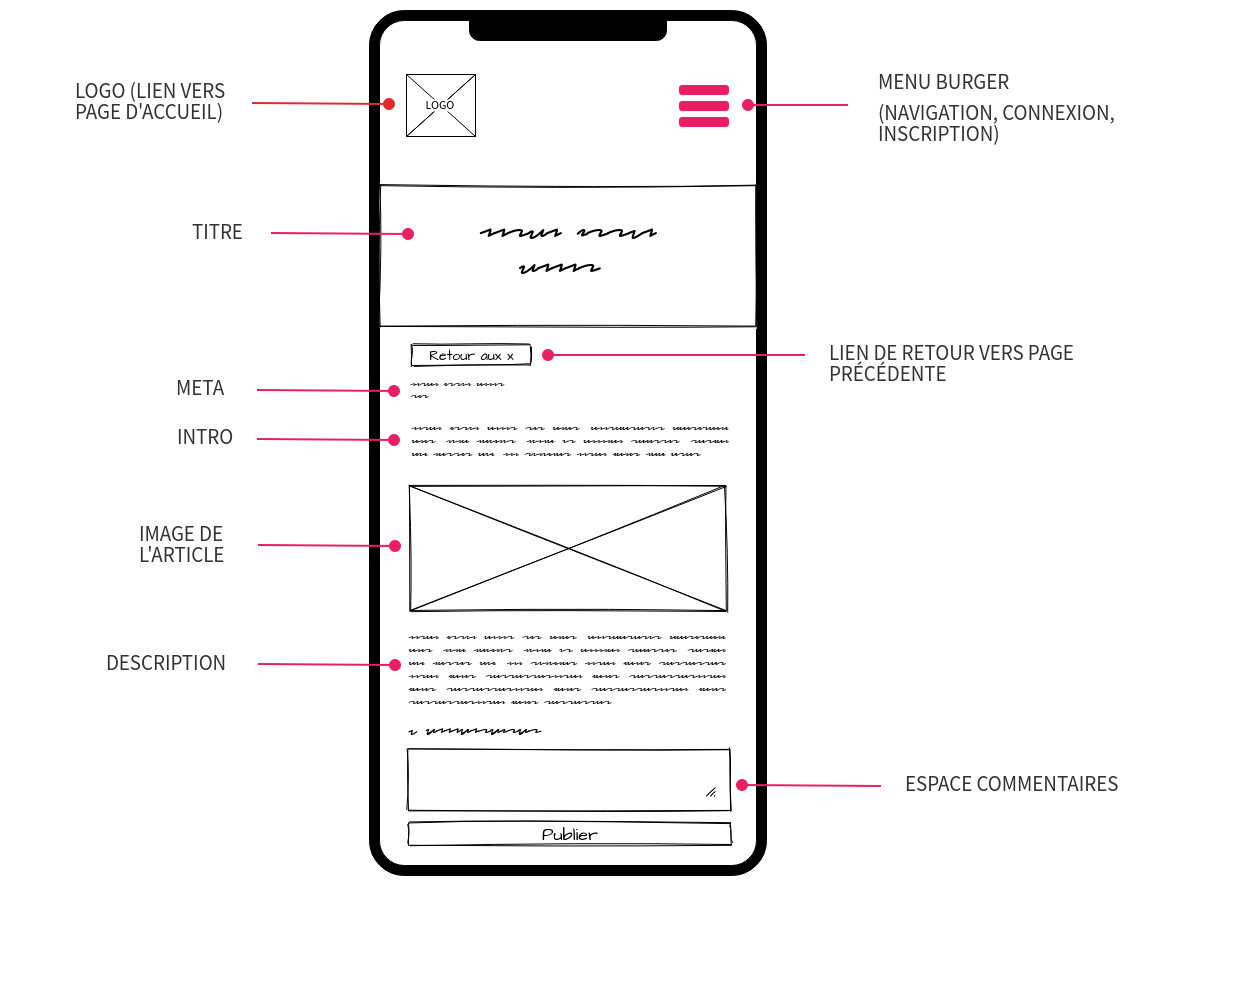 LOGO (LIEN VERS
PAGE D'ACCUEIL)
LOGO
MENU BURGER
(NAVIGATION, CONNEXION,
INSCRIPTION)
TITRE
Retour aux x
LIEN DE RETOUR VERS PAGE
PRÉCÉDENTE
META
INTRO
IMAGE DE
L'ARTICLE
DESCRIPTION
ESPACE COMMENTAIRES
Publier